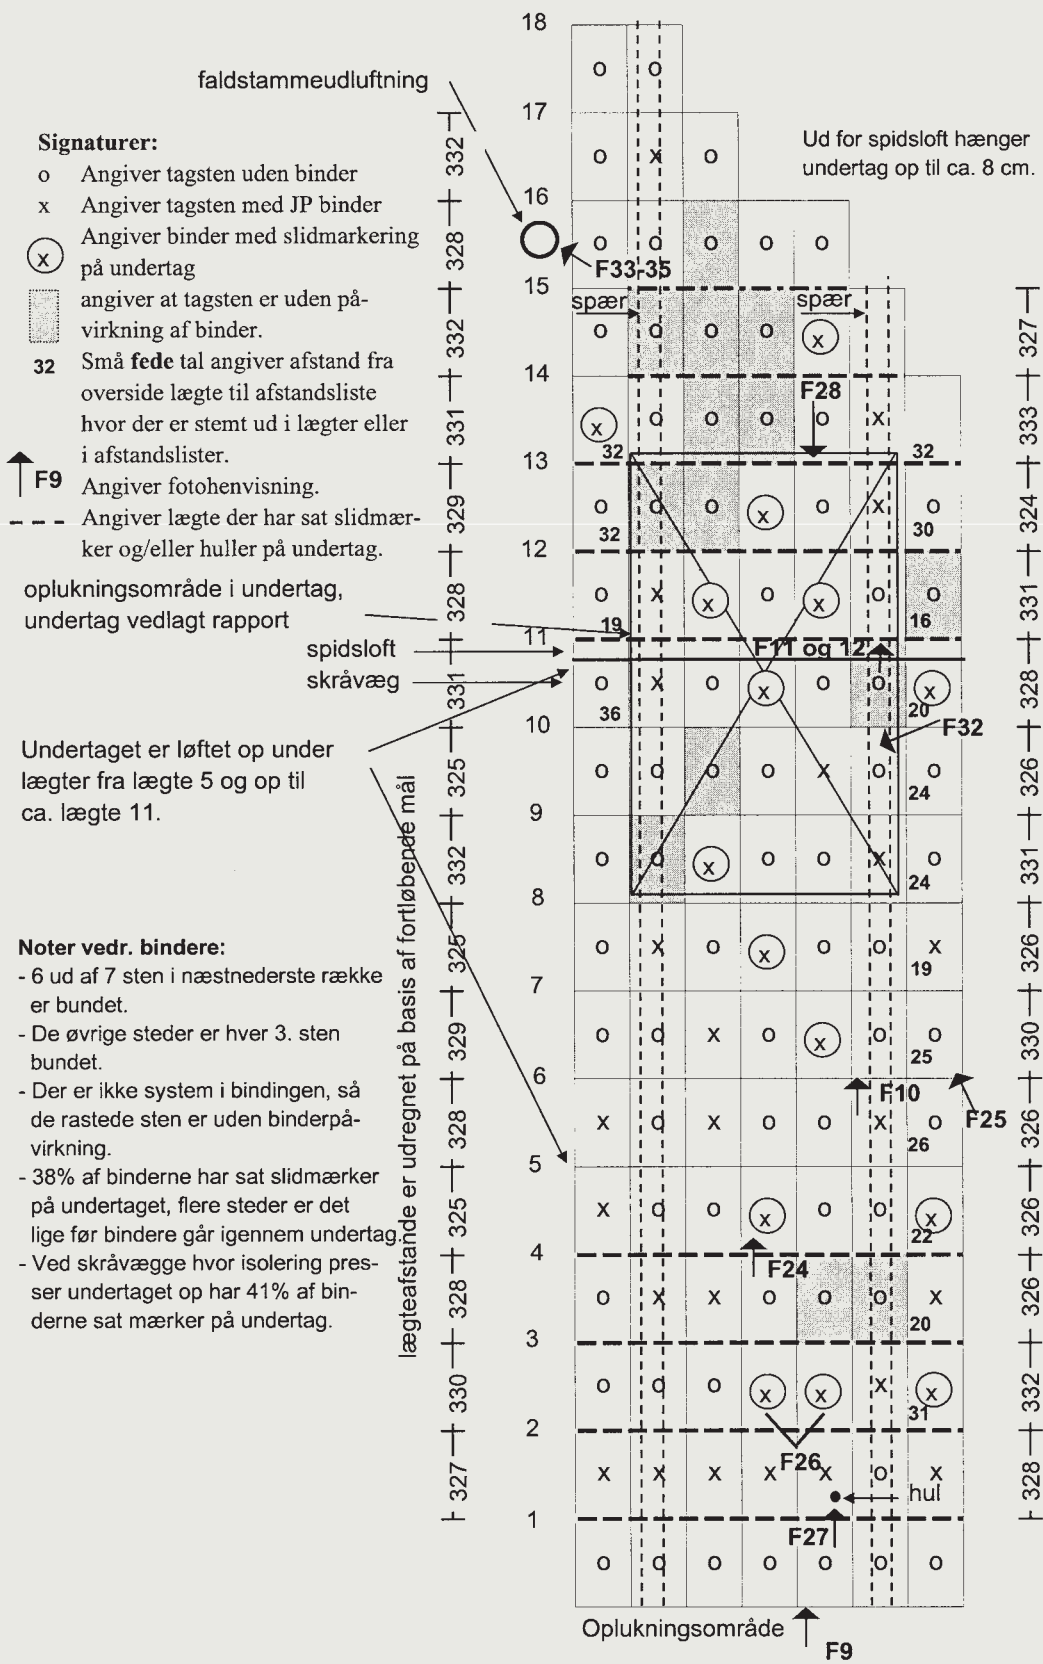 18
faldstammeudluftning
o o
17
Signaturer:
o Angiver tagsten uden binder
x Angiver tagsten med JP binder
x Angiver binder med slidmarkering
på undertag
angiver at tagsten er uden på-
virkning af binder.
32 Små fede tal angiver afstand fra
overside lægte til afstandsliste
hvor der er stemt ud i lægter eller
i afstandslister.
F9 Angiver fotohenvisning.
Angiver lægte der har sat slidmær-
ker og/eller huller på undertag.
oplukningsområde i undertag,
undertag vedlagt rapport
spidsloft
skråvæg
Undertaget er løftet op under
lægter fra lægte 5 og op til
ca. lægte 11.
Noter vedr. bindere:
- 6 ud af 7 sten i næstnederste række
er bundet.
- De øvrige steder er hver 3. sten
bundet.
- Der er ikke system i bindingen, så
de rastede sten er uden binderpå-
virkning.
- 38% af binderne har sat slidmærker
på undertaget, flere steder er det
lige før bindere går igennem undertag.
- Ved skråvægge hvor isolering pres-
ser undertaget op har 41% af bin-
derne sat mærker på undertag.
lægteafstande er udregnet på basis af fortløbende mål
332
328
332
331
329
328
331
325
332
325
329
328
325
328
330
327
Ud for spidsloft hænger
undertag op til ca. 8 cm.
o x o
16
o o o o o
F33-35
15
spær spær
o o o o x
14
F28
x o o o o x
32 32
13
o o o x o x o
32 30
12
o x x o x o o
19 16
11
F11 og 12
o x o x o o x
36 20
10
F32
o o o o x o o
24
9
o o x o o x o
24
8
o x o x o o x
19
7
o o x o x o o
25
6
F10
F25
x o x o o x o
26
5
x o o x o o x
22
4
F24
o x x o o o x
20
3
o o o x x x x
31
2
F26
x x x x x o x
hul
1
F27
o o o o o o o
Oplukningsområde
F9
327
333
324
331
328
326
331
326
330
326
326
326
332
328